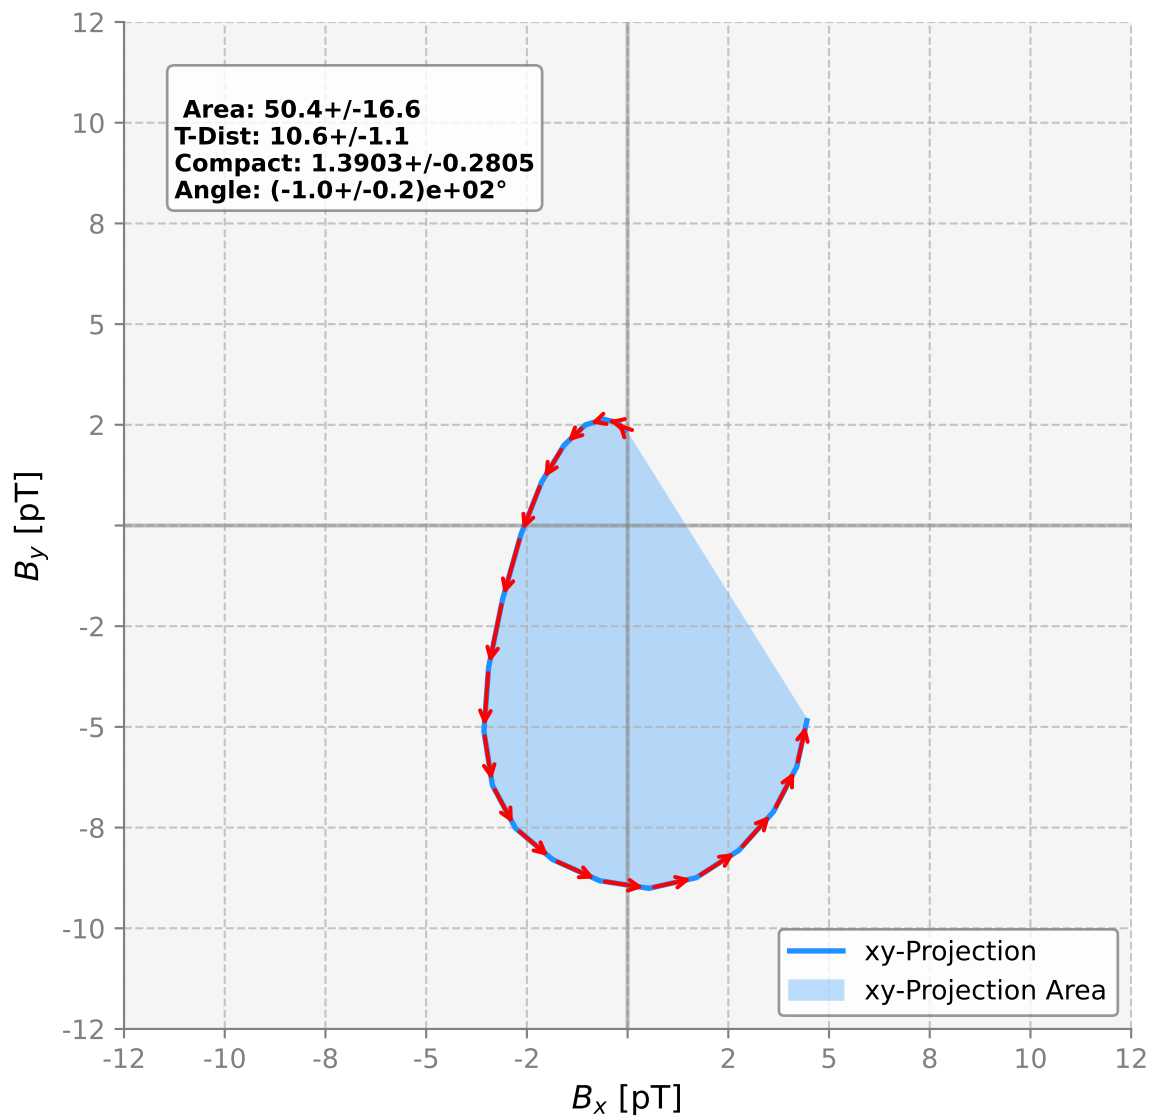 12
10
8
5
2
-2
-5
-8
-10
-12
B_y [pT]
Area: 50.4+/-16.6
T-Dist: 10.6+/-1.1
Compact: 1.3903+/-0.2805
Angle: (-1.0+/-0.2)e+02°
xy-Projection
xy-Projection Area
-12 -10 -8 -5 -2 2 5 8 10 12
B_x [pT]